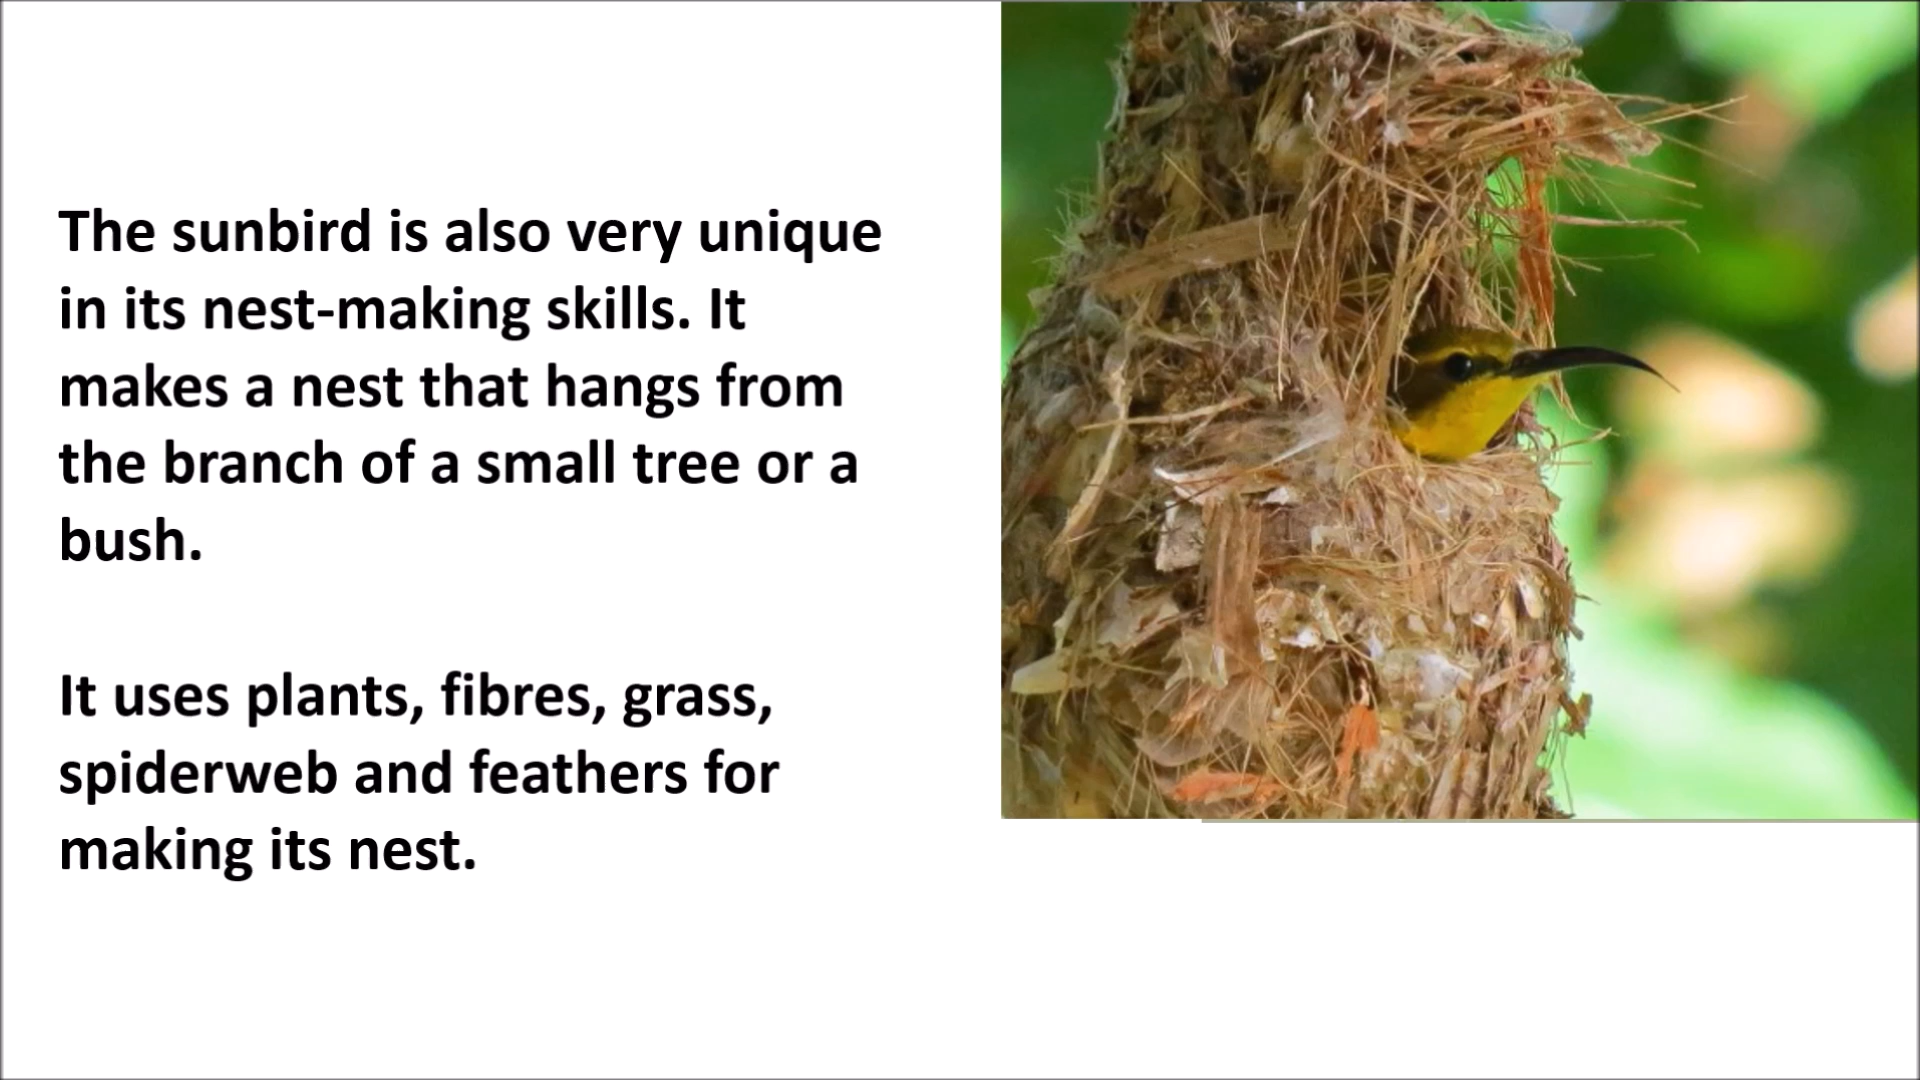 The sunbird is also very unique
in its nest-making skills. It
makes a nest that hangs from
the branch of a small tree or a
bush.
It uses plants, fibres, grass,
spiderweb and feathers for
making its nest.